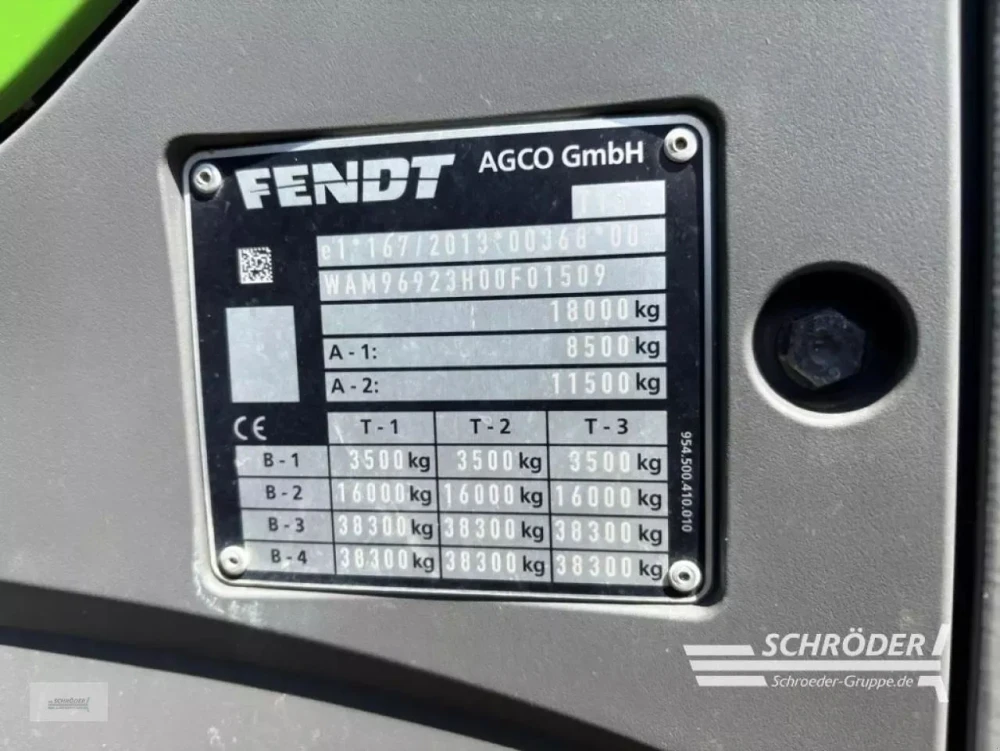 FENDT AGCO GmbH
e1*167/2013*00368*00
WAM96923H00F01509
18000 kg
A - 1: 8500 kg
A - 2: 11500 kg
CE T - 1 T - 2 T - 3
B - 1 3500 kg 3500 kg 3500 kg
B - 2 16000 kg 16000 kg 16000 kg
B - 3 38300 kg 38300 kg 38300 kg
B - 4 38300 kg 38300 kg 38300 kg
954.500.410.010
SCHRÖDER
Schroeder-Gruppe.de
SCHRÖDER